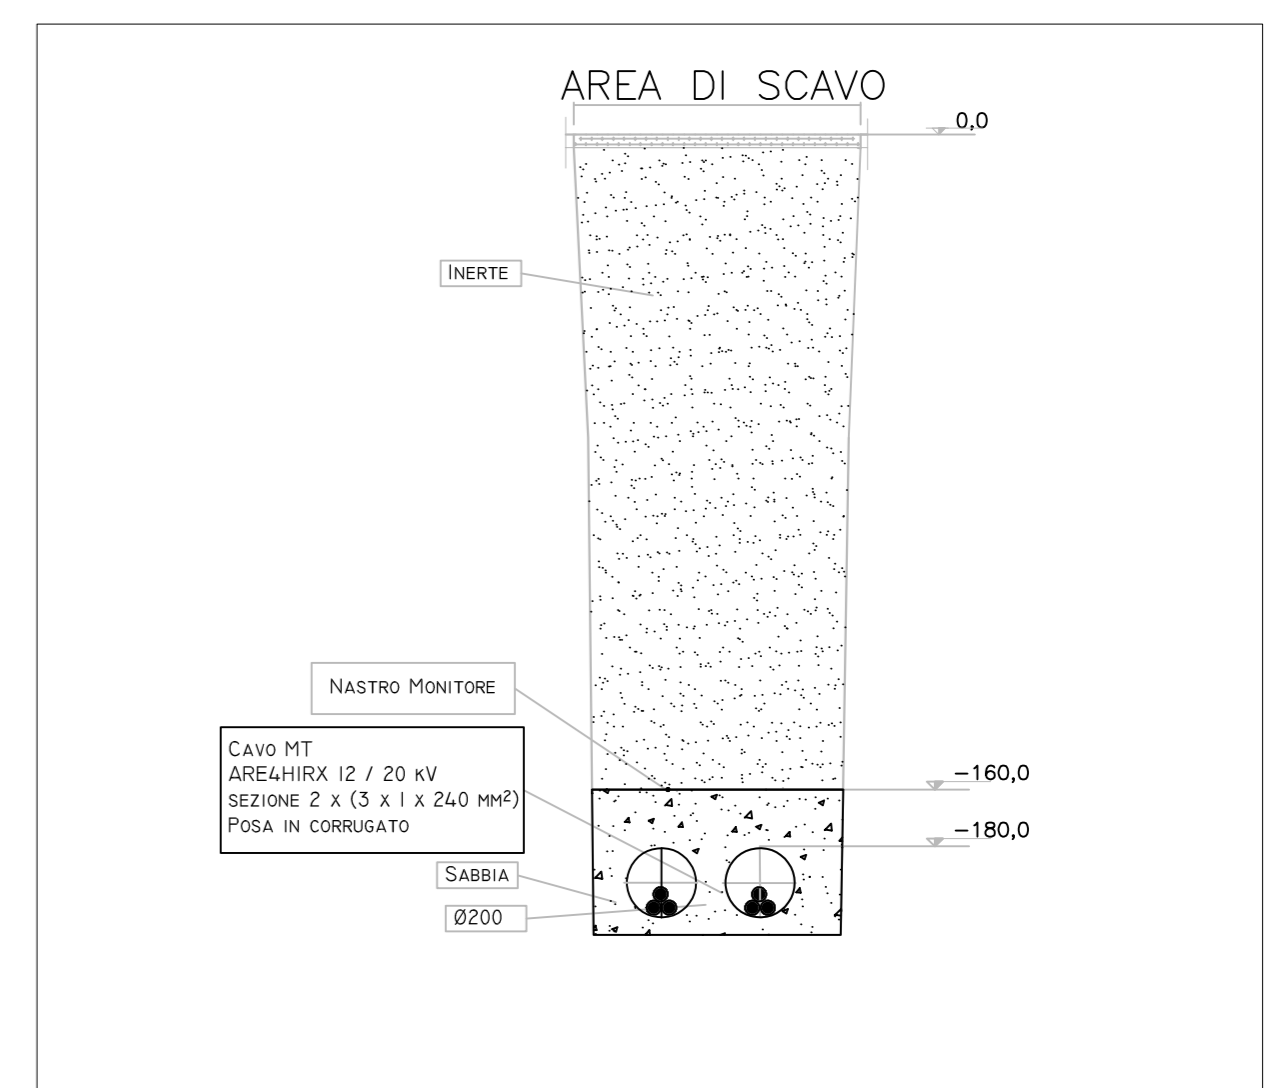 AREA DI SCAVO
0,0
INERTE
NASTRO MONITORE
-160,0
CAVO MT
ARE4HIRX 12 / 20 KV
SEZIONE 2 X (3 X 1 X 240 MM²)
POSA IN CORRUGATO
-180,0
SABBIA
Ø200